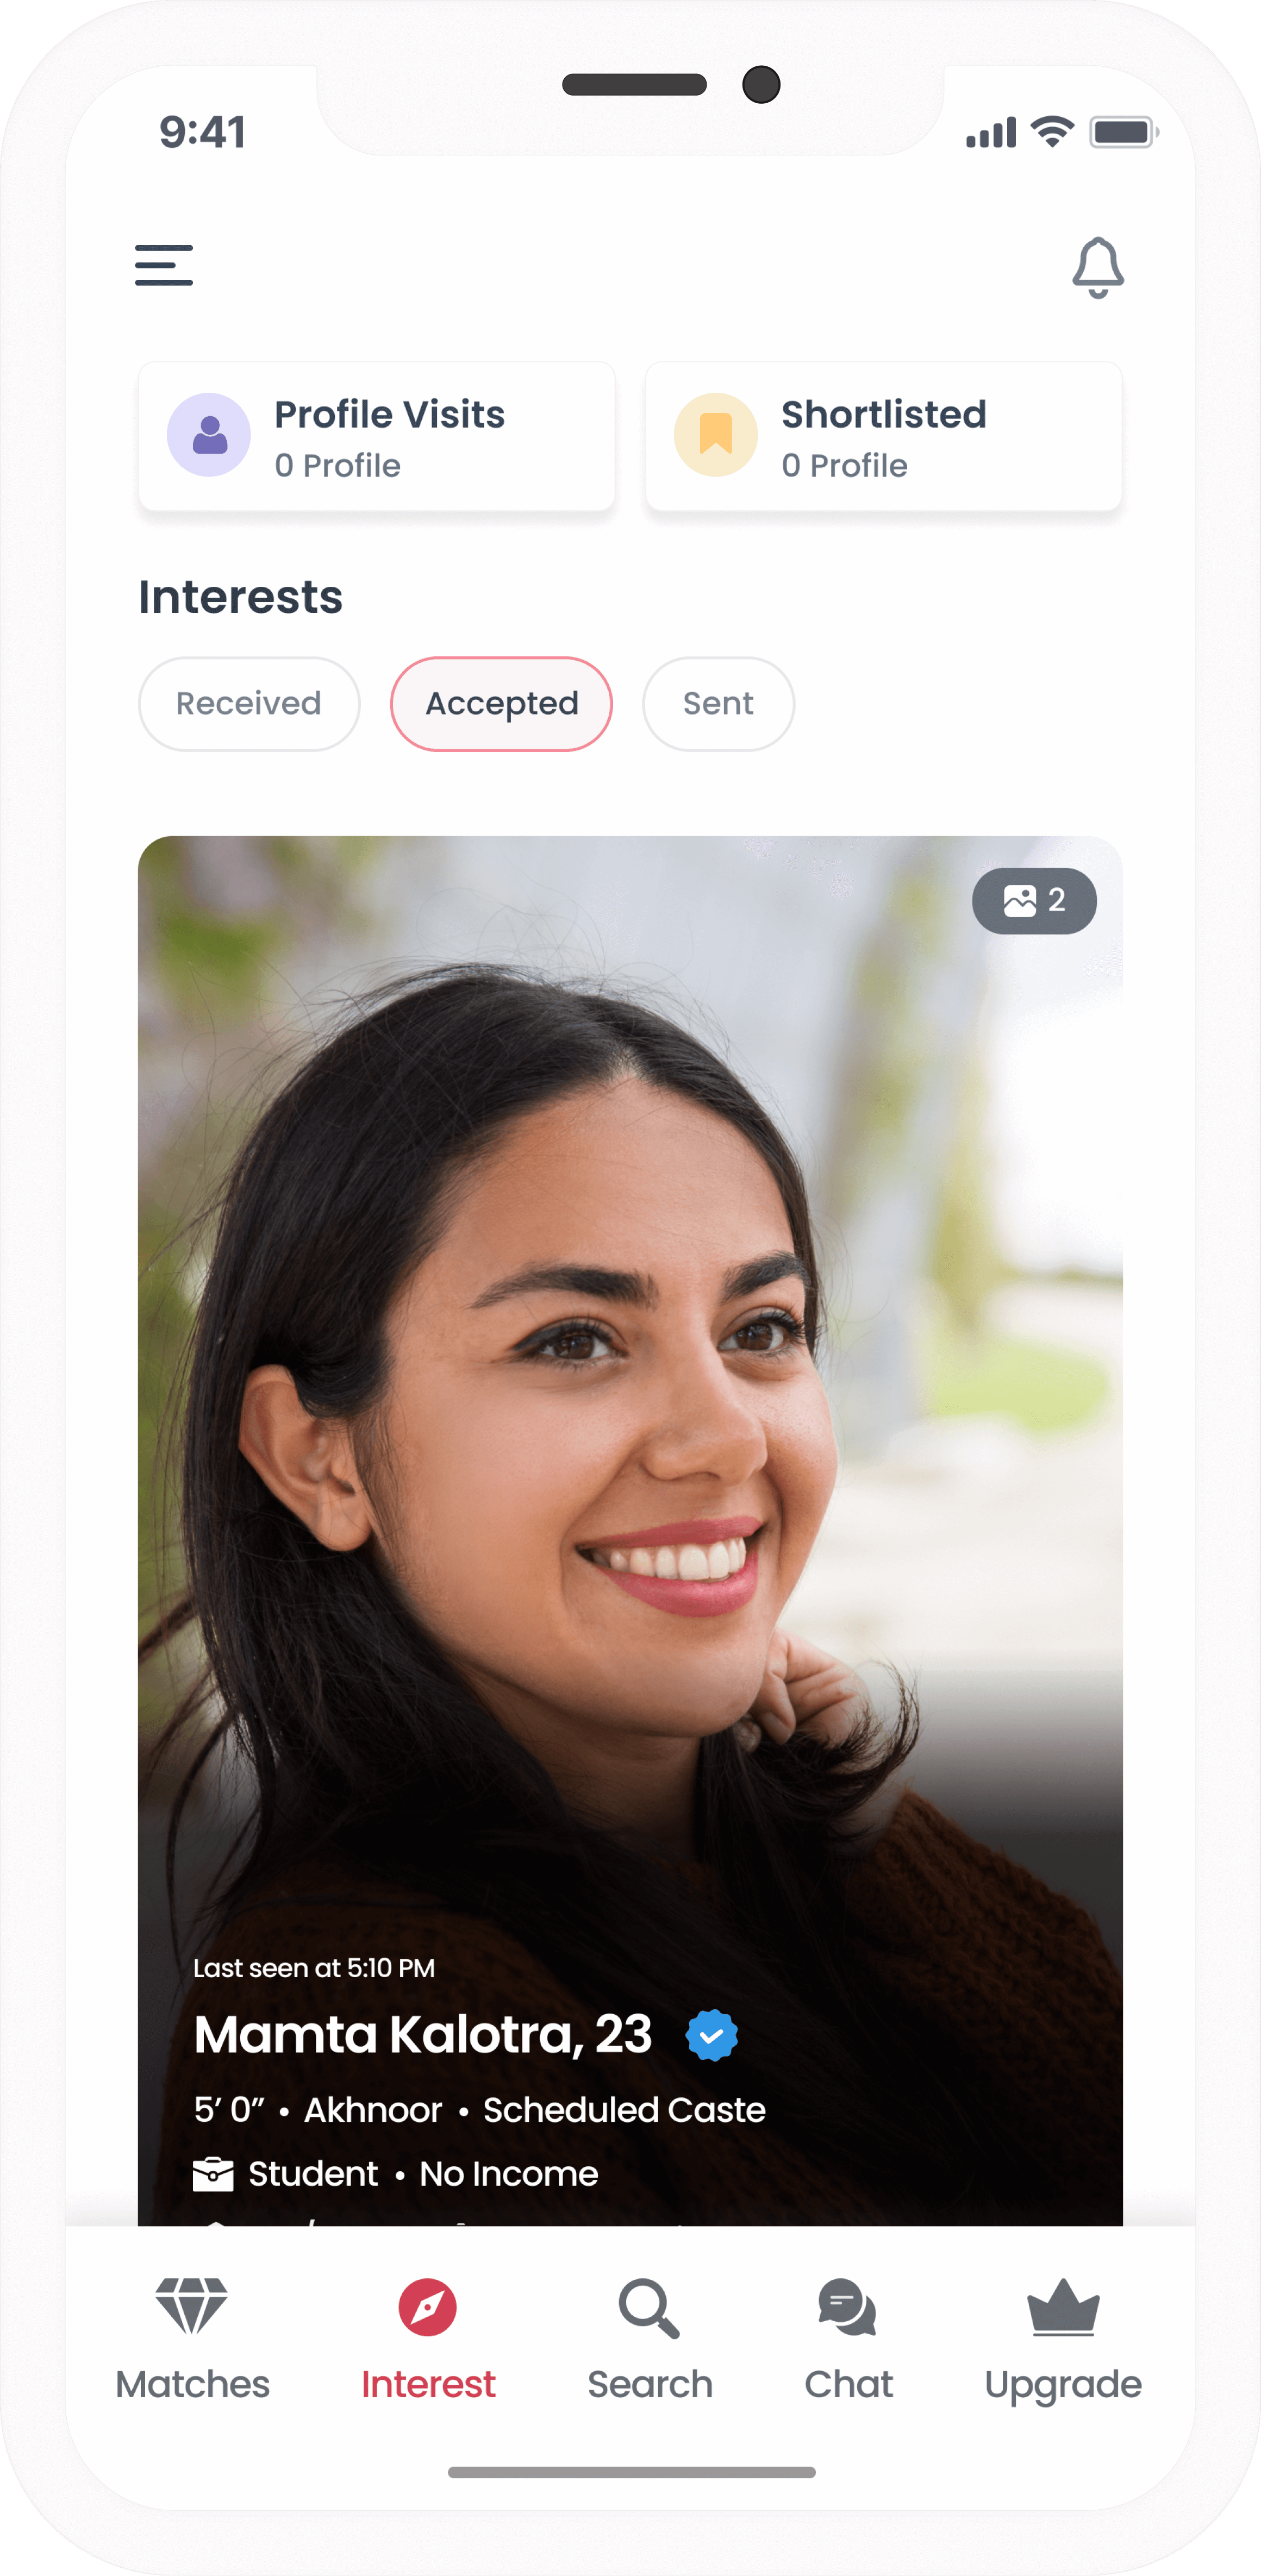 9:41
Profile Visits
0 Profile
Shortlisted
0 Profile
Interests
Received Accepted Sent
2
Last seen at 5:10 PM
Mamta Kalotra, 23
5’ 0” • Akhnoor • Scheduled Caste
Student • No Income
Matches Interest Search Chat Upgrade